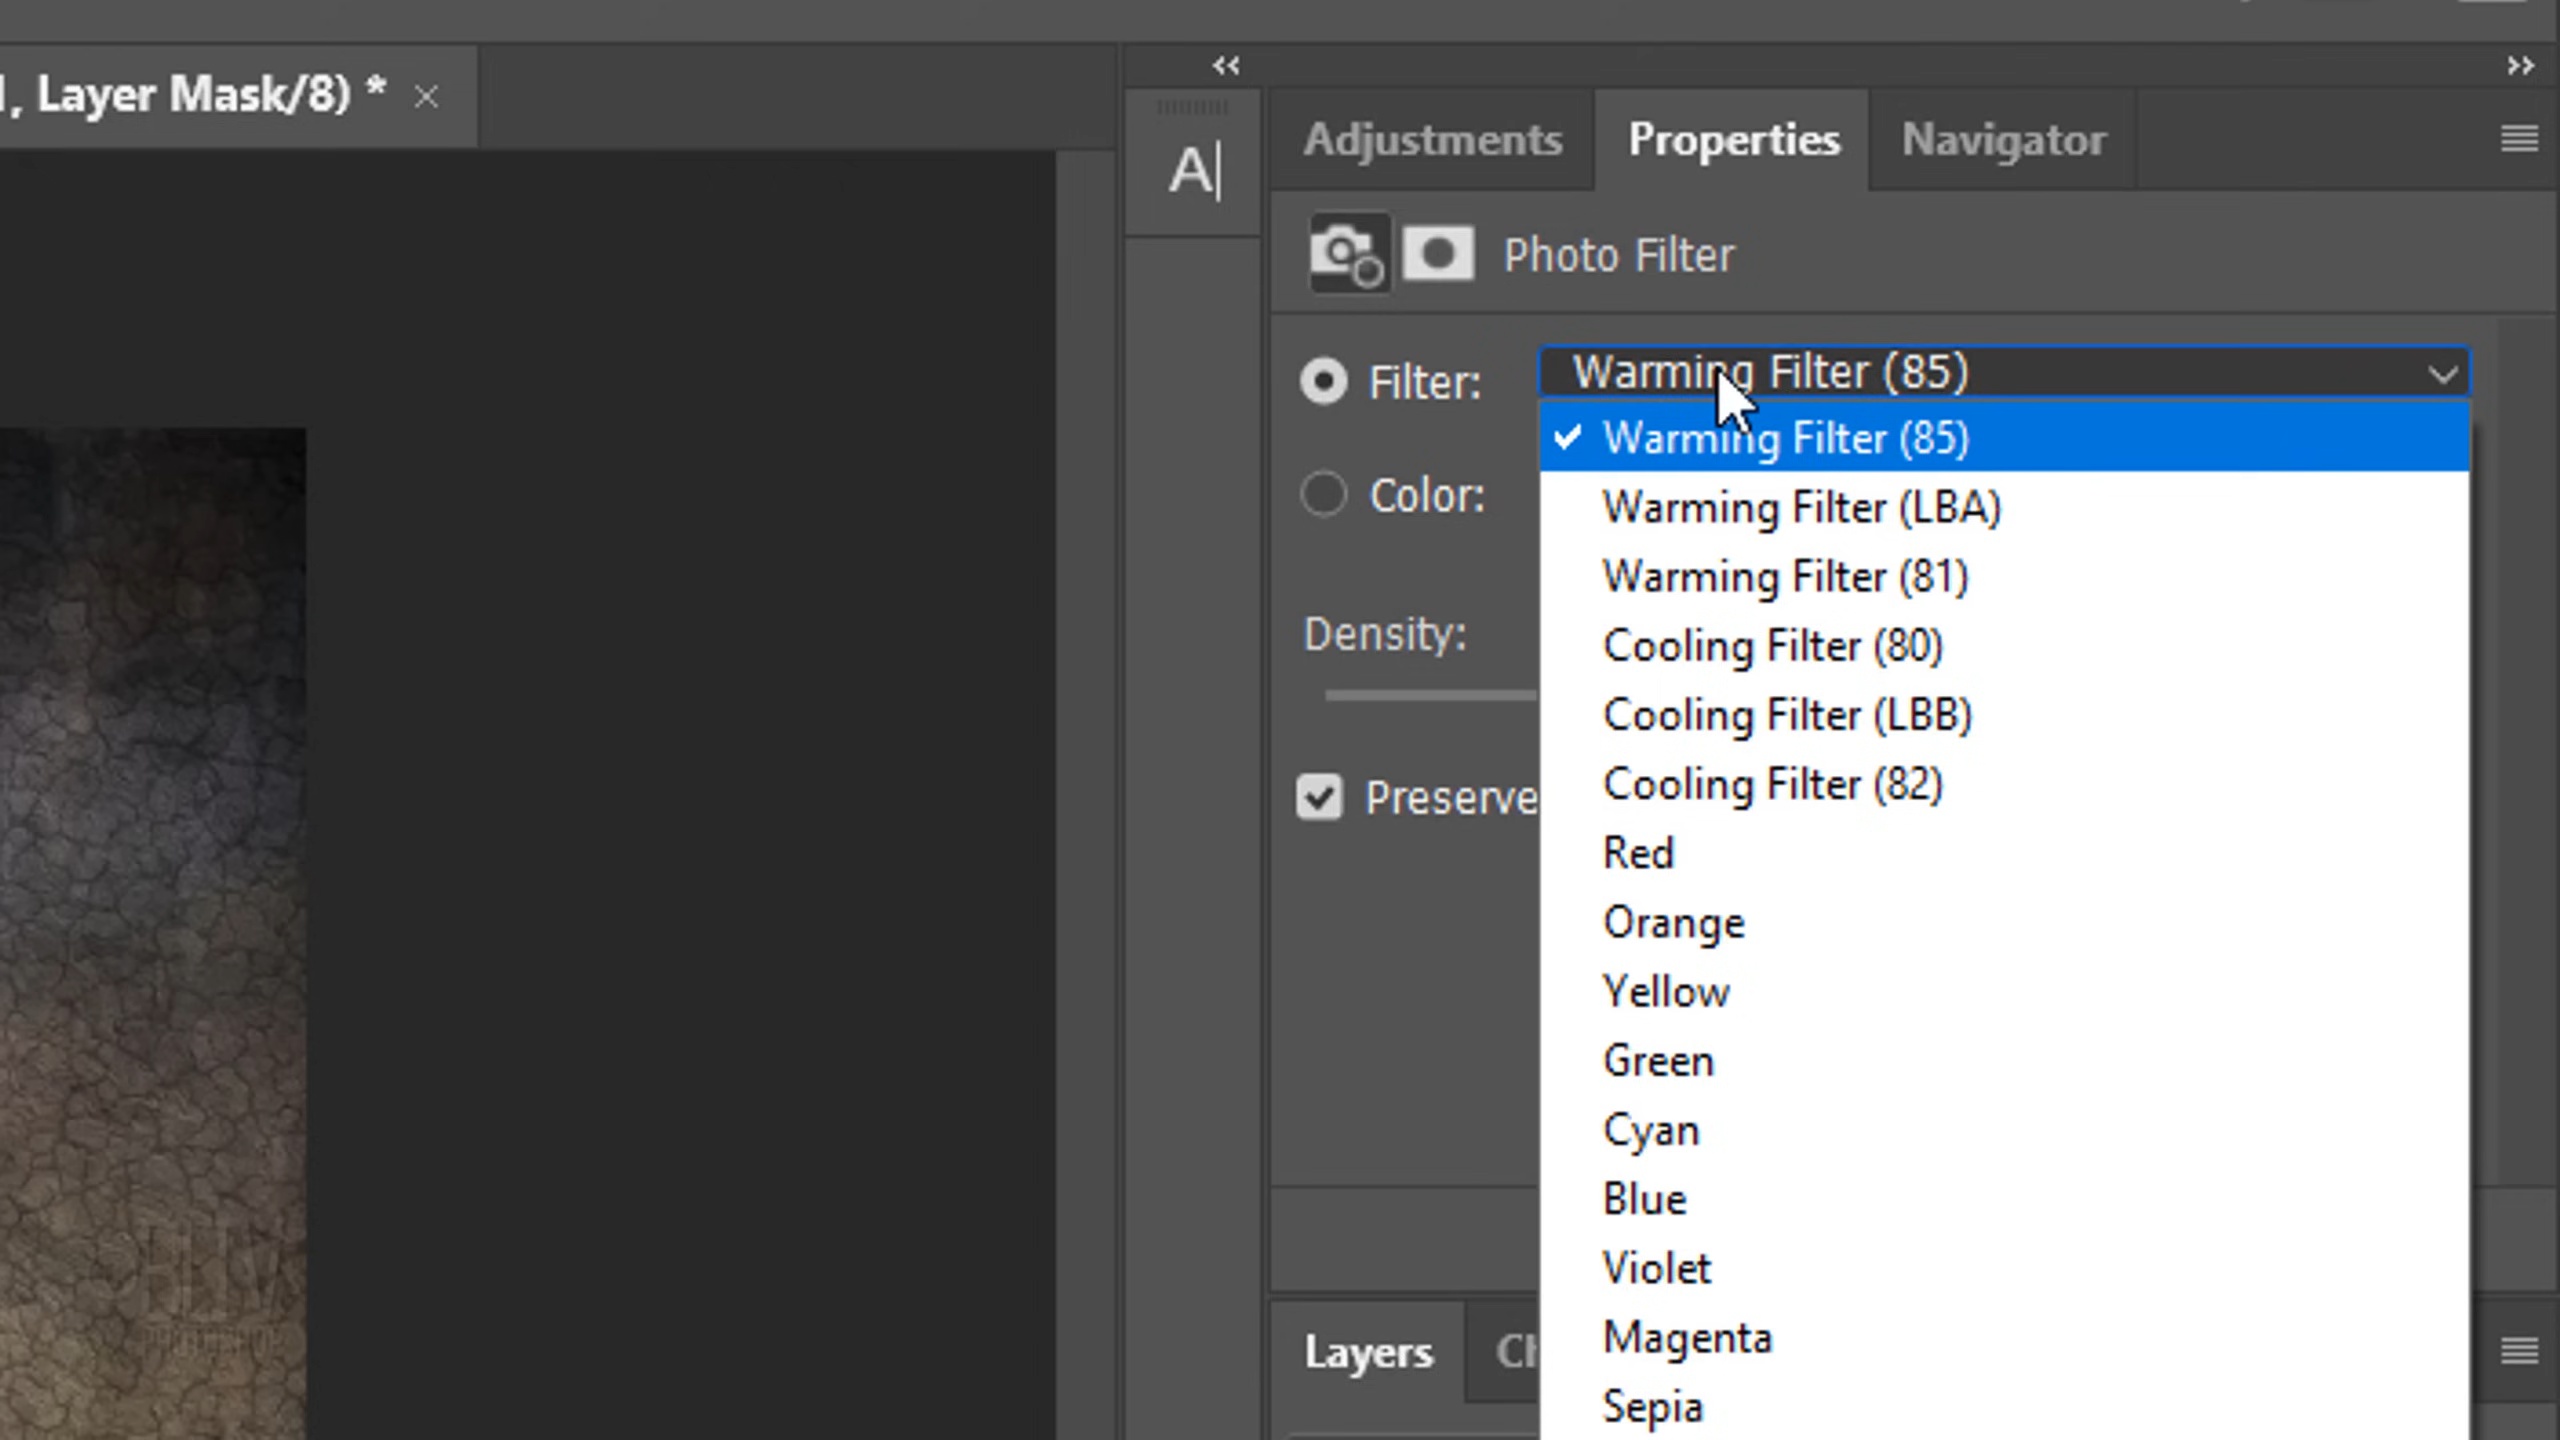 , Layer Mask/8) * ×
A|
Adjustments
Properties
Navigator
Photo Filter
Filter:
Warming Filter (85)
Color:
Density:
Preserve
Warming Filter (85)
Warming Filter (LBA)
Warming Filter (81)
Cooling Filter (80)
Cooling Filter (LBB)
Cooling Filter (82)
Red
Orange
Yellow
Green
Cyan
Blue
Violet
Magenta
Sepia
Layers
Ch